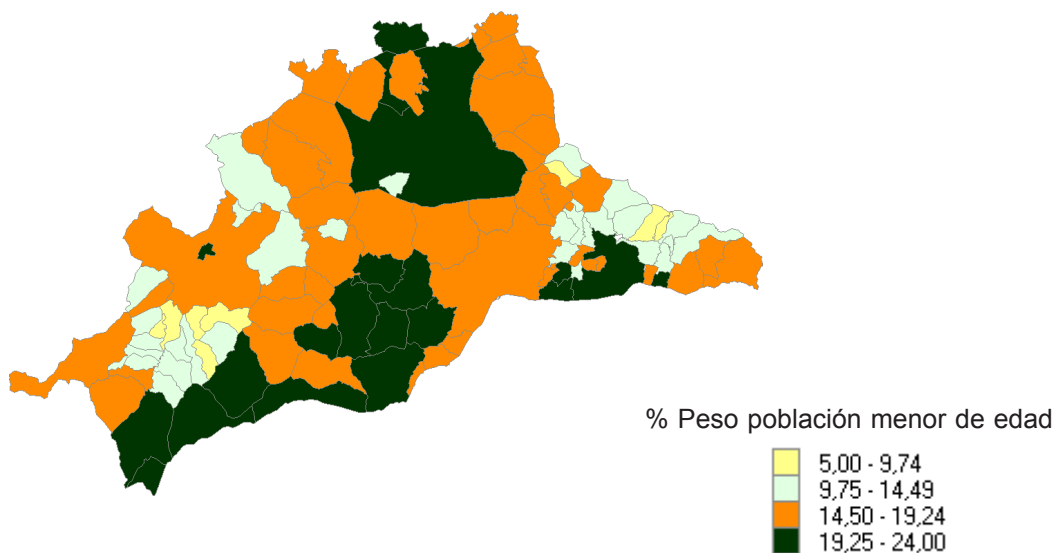 % Peso población menor de edad
5,00 - 9,74
9,75 - 14,49
14,50 - 19,24
19,25 - 24,00